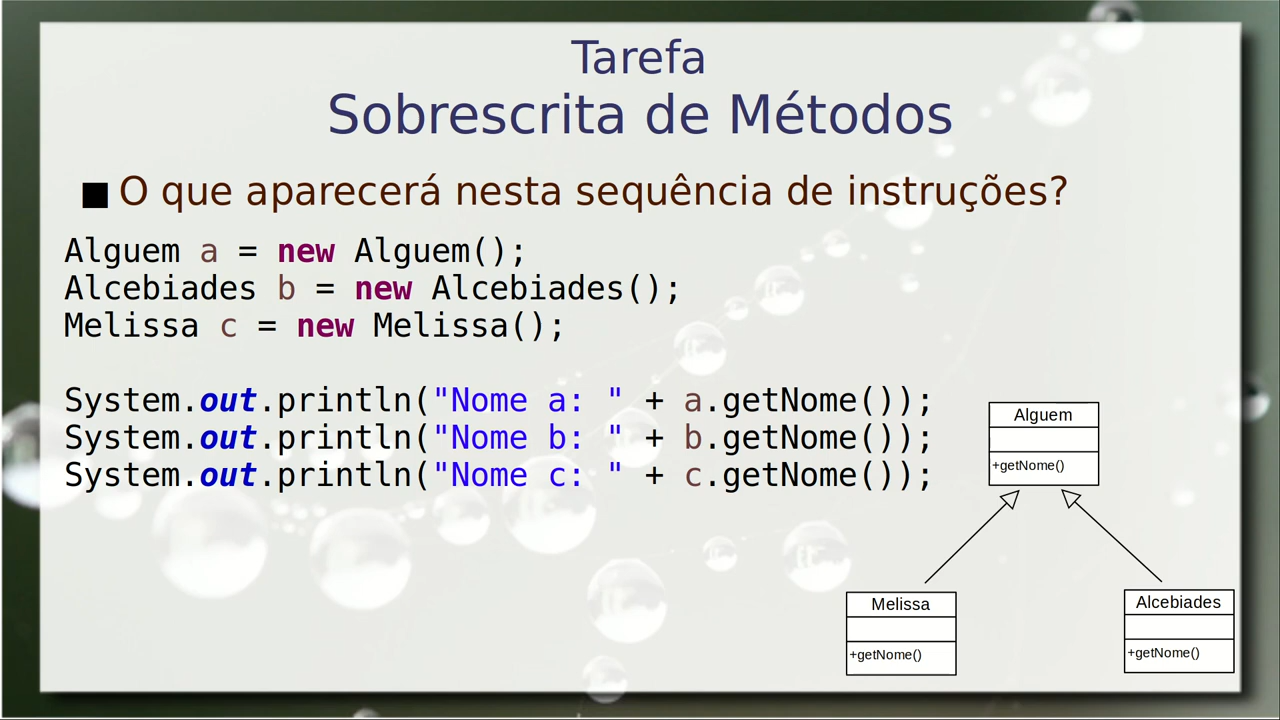 Tarefa
Sobrescrita de Métodos
O que aparecerá nesta sequência de instruções?
Alguem a = new Alguem();
Alcebiades b = new Alcebiades();
Melissa c = new Melissa();
System.out.println("Nome a: " + a.getNome());
System.out.println("Nome b: " + b.getNome());
System.out.println("Nome c: " + c.getNome());
Alguem
+getNome()
Melissa
+getNome()
Alcebiades
+getNome()